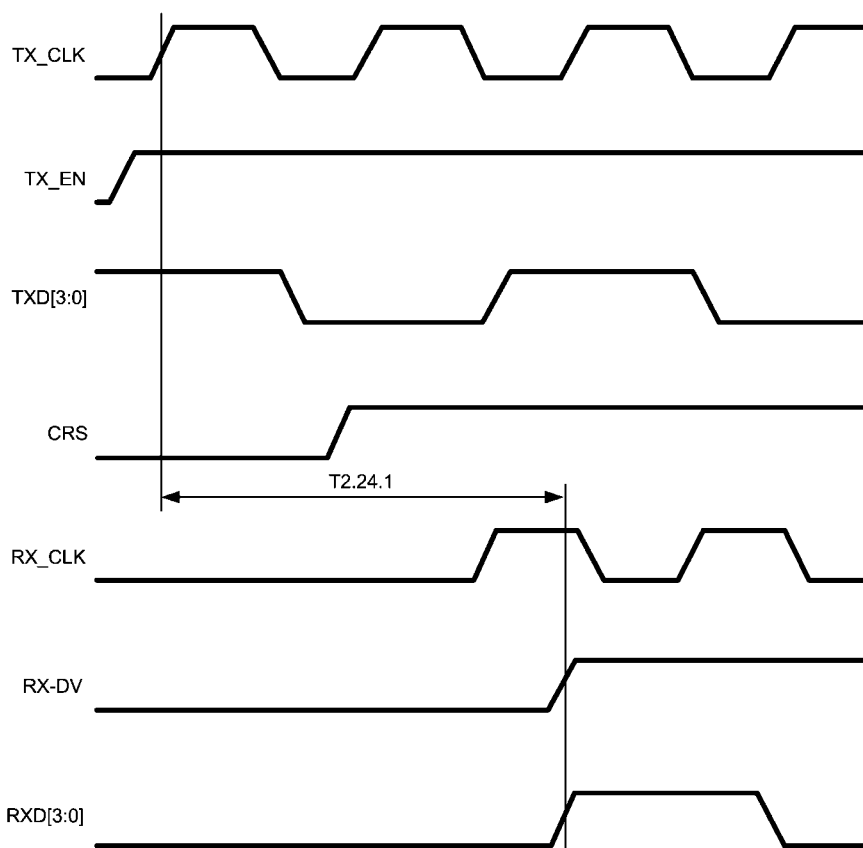 TX_CLK
TX_EN
TXD[3:0]
CRS
T2.24.1
RX_CLK
RX-DV
RXD[3:0]